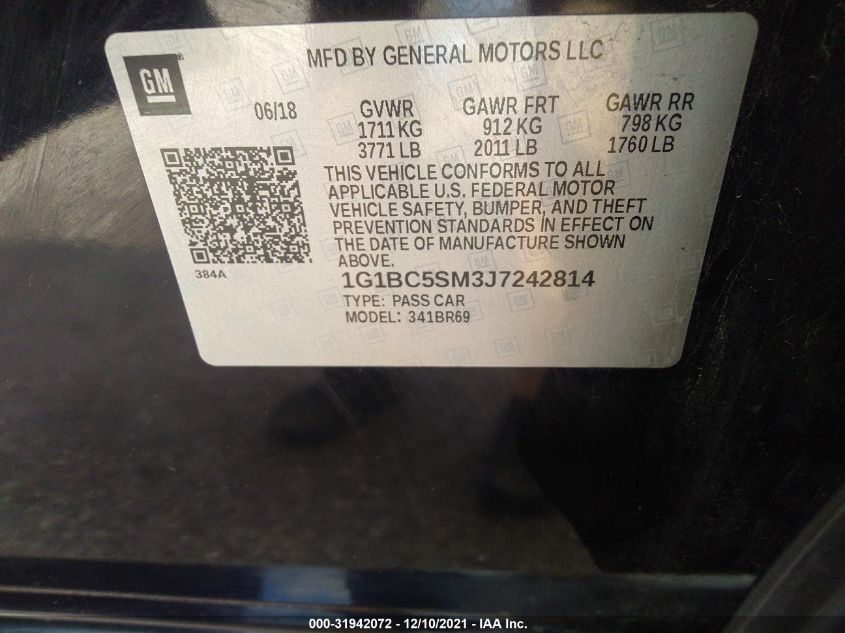 GM
MFD BY GENERAL MOTORS LLC
06/18 GVWR GAWR FRT GAWR RR
1711 KG 912 KG 798 KG
3771 LB 2011 LB 1760 LB
THIS VEHICLE CONFORMS TO ALL
APPLICABLE U.S. FEDERAL MOTOR
VEHICLE SAFETY, BUMPER, AND THEFT
PREVENTION STANDARDS IN EFFECT ON
THE DATE OF MANUFACTURE SHOWN
ABOVE.
384A
1G1BC5SM3J7242814
TYPE: PASS CAR
MODEL: 341BR69
000-31942072 - 12/10/2021 - IAA Inc.